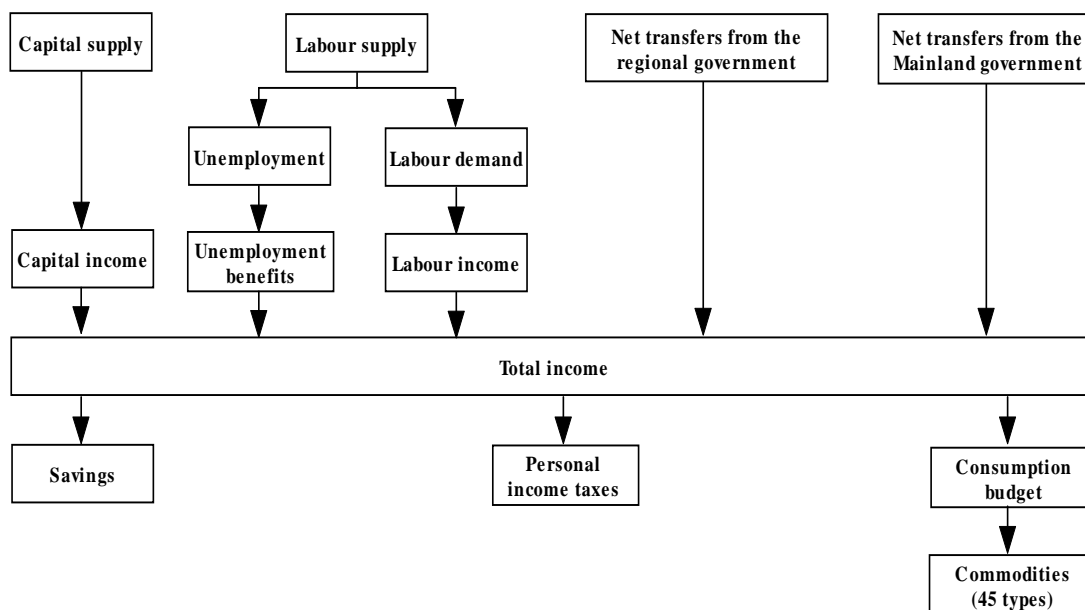 Capital supply
Labour supply
Net transfers from the
regional government
Net transfers from the
Mainland government
Unemployment
Labour demand
Capital income
Unemployment
benefits
Labour income
Total income
Savings
Personal
income taxes
Consumption
budget
Commodities
(45 types)